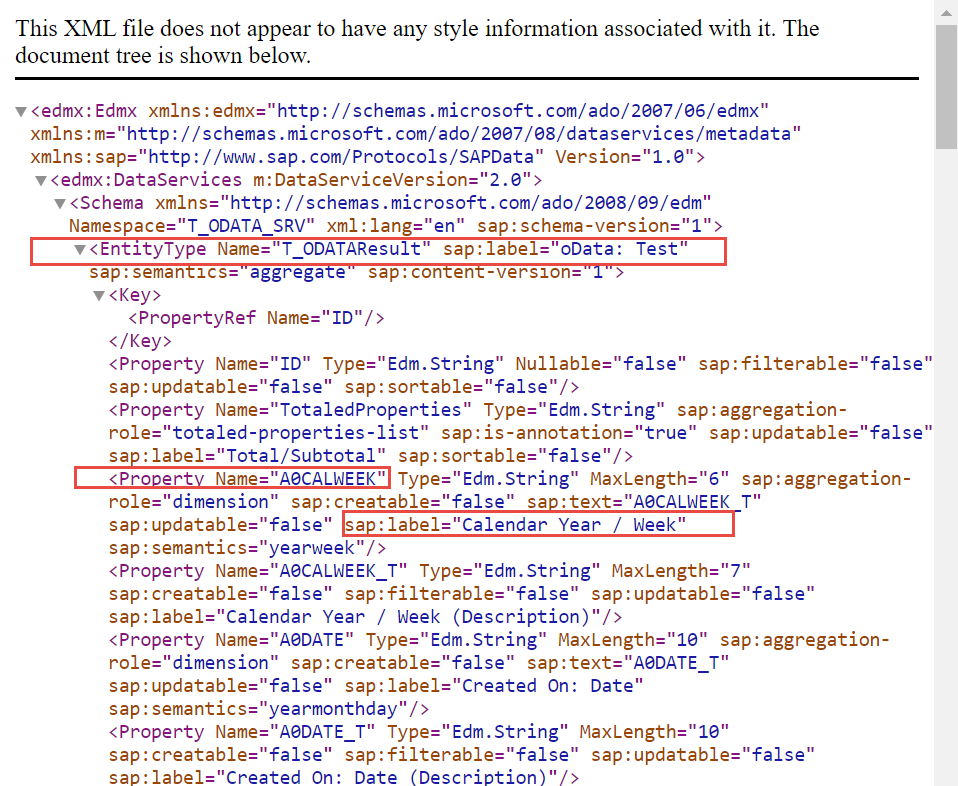 This XML file does not appear to have any style information associated with it. The
document tree is shown below.
▼<edmx:Edmx xmlns:edmx="http://schemas.microsoft.com/ado/2007/06/edmx"
xmlns:m="http://schemas.microsoft.com/ado/2007/08/dataservices/metadata"
xmlns:sap="http://www.sap.com/Protocols/SAPData" Version="1.0">
▼<edmx:DataServices m:DataServiceVersion="2.0">
▼<Schema xmlns="http://schemas.microsoft.com/ado/2008/09/edm"
Namespace="T_ODATA_SRV" xml:lang="en" sap:schema-version="1">
▼<EntityType Name="T_ODATAResult" sap:label="oData: Test"
sap:semantics="aggregate" sap:content-version="1">
▼<Key>
<PropertyRef Name="ID"/>
</Key>
<Property Name="ID" Type="Edm.String" Nullable="false" sap:filterable="false"
sap:updatable="false" sap:sortable="false"/>
<Property Name="TotaledProperties" Type="Edm.String" sap:aggregation-
role="totaled-properties-list" sap:is-annotation="true" sap:updatable="false"
sap:label="Total/Subtotal" sap:sortable="false"/>
<Property Name="A0CALWEEK" Type="Edm.String" MaxLength="6" sap:aggregation-
role="dimension" sap:creatable="false" sap:text="A0CALWEEK_T"
sap:updatable="false" sap:label="Calendar Year / Week"
sap:semantics="yearweek"/>
<Property Name="A0CALWEEK_T" Type="Edm.String" MaxLength="7"
sap:creatable="false" sap:filterable="false" sap:updatable="false"
sap:label="Calendar Year / Week (Description)"/>
<Property Name="A0DATE" Type="Edm.String" MaxLength="10" sap:aggregation-
role="dimension" sap:creatable="false" sap:text="A0DATE_T"
sap:updatable="false" sap:label="Created On: Date"
sap:semantics="yearmonthday"/>
<Property Name="A0DATE_T" Type="Edm.String" MaxLength="10"
sap:creatable="false" sap:filterable="false" sap:updatable="false"
sap:label="Created On: Date (Description)"/>